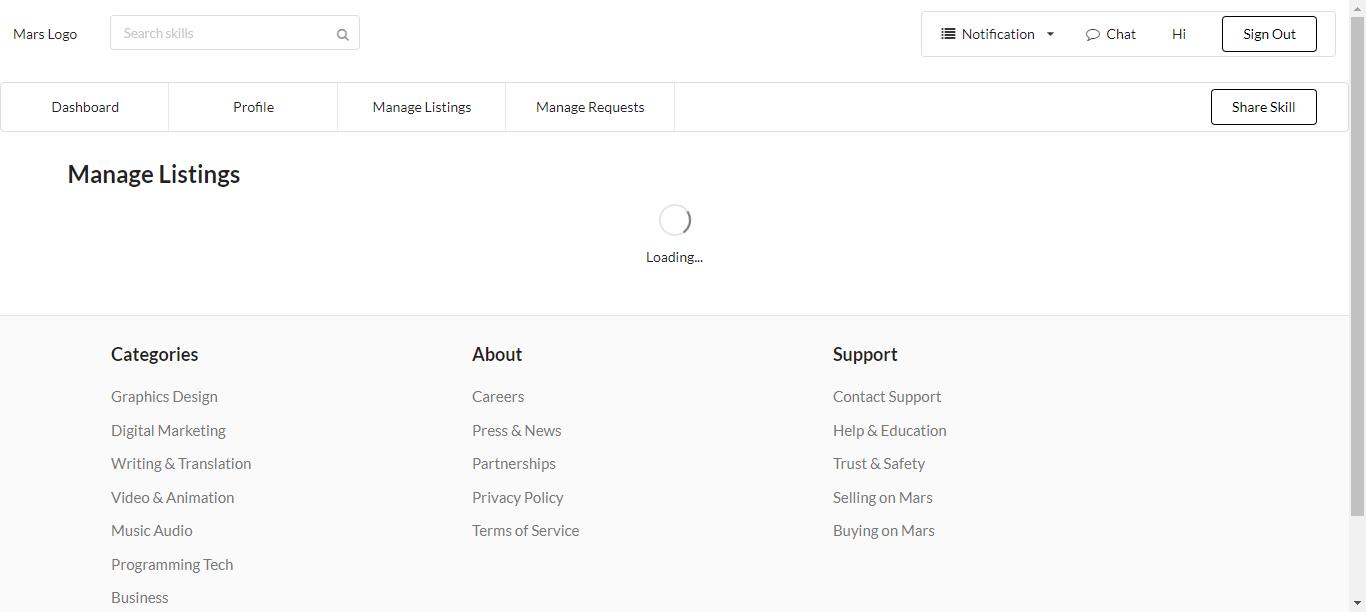 Mars Logo
Search skills
Notification
Chat
Hi
Sign Out
Dashboard
Profile
Manage Listings
Manage Requests
Share Skill
Manage Listings
Loading...
Categories
Graphics Design
Digital Marketing
Writing & Translation
Video & Animation
Music Audio
Programming Tech
Business
About
Careers
Press & News
Partnerships
Privacy Policy
Terms of Service
Support
Contact Support
Help & Education
Trust & Safety
Selling on Mars
Buying on Mars